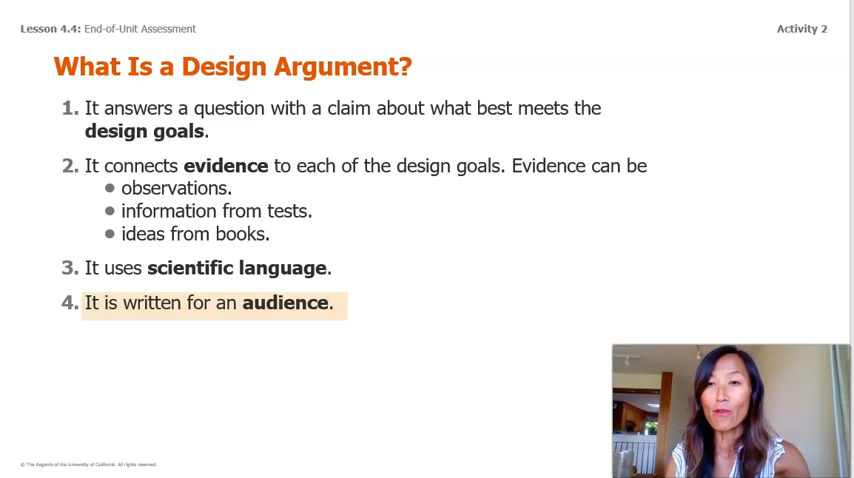 Lesson 4.4: End-of-Unit Assessment
Activity 2
What Is a Design Argument?
1. It answers a question with a claim about what best meets the
design goals.
2. It connects evidence to each of the design goals. Evidence can be
● observations.
● information from tests.
● ideas from books.
3. It uses scientific language.
4. It is written for an audience.
© The Regents of the University of California. All rights reserved.